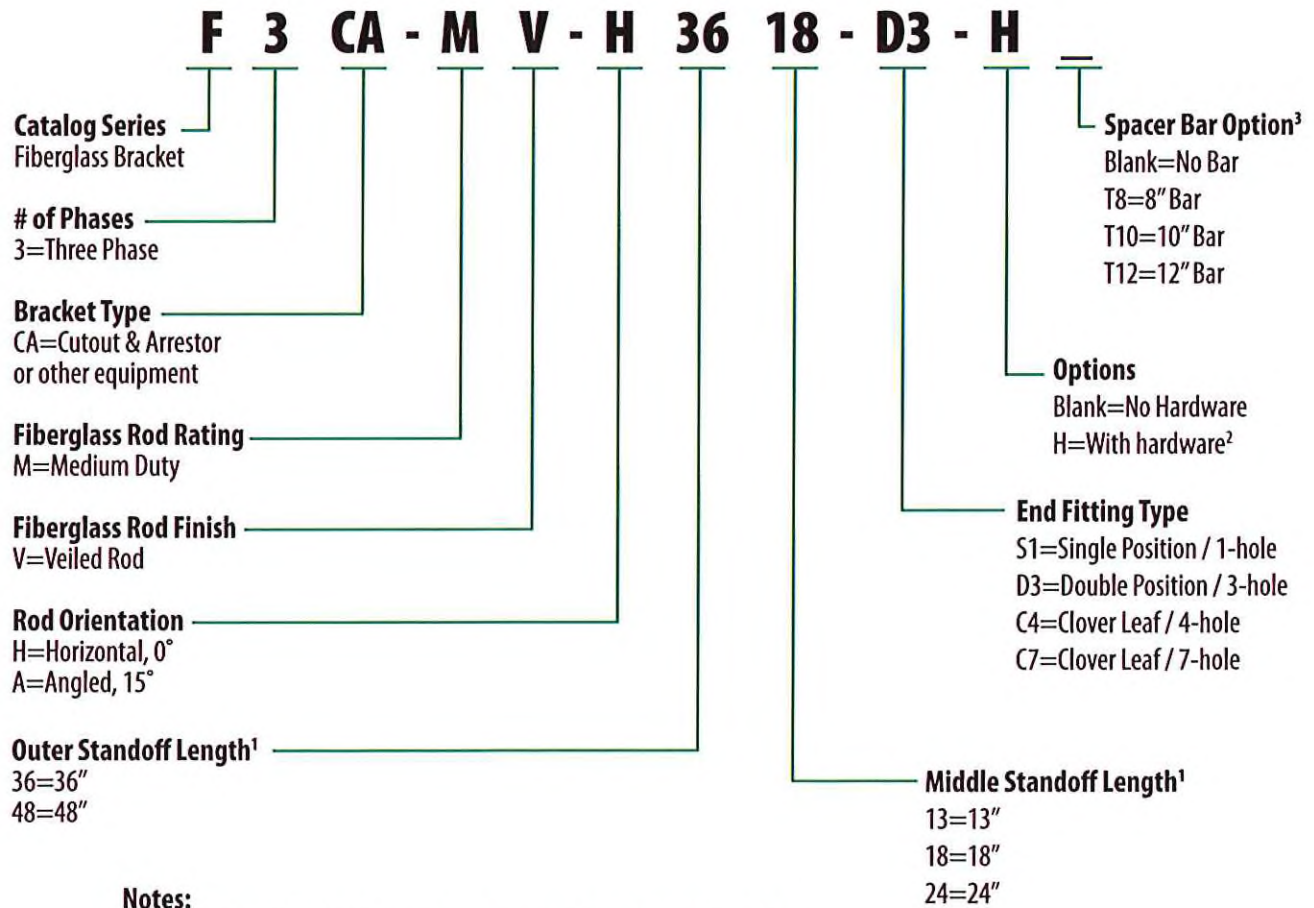 F 3 CA - M V - H 36 18 - D3 - H _
Catalog Series
Fiberglass Bracket
# of Phases
3=Three Phase
Bracket Type
CA=Cutout & Arrestor
or other equipment
Fiberglass Rod Rating
M=Medium Duty
Fiberglass Rod Finish
V=Veiled Rod
Rod Orientation
H=Horizontal, 0°
A=Angled, 15°
Outer Standoff Length¹
36=36"
48=48"
Spacer Bar Option³
Blank=No Bar
T8=8" Bar
T10=10" Bar
T12=12" Bar
Options
Blank=No Hardware
H=With hardware²
End Fitting Type
S1=Single Position / 1-hole
D3=Double Position / 3-hole
C4=Clover Leaf / 4-hole
C7=Clover Leaf / 7-hole
Middle Standoff Length¹
13=13"
18=18"
24=24"
Notes: